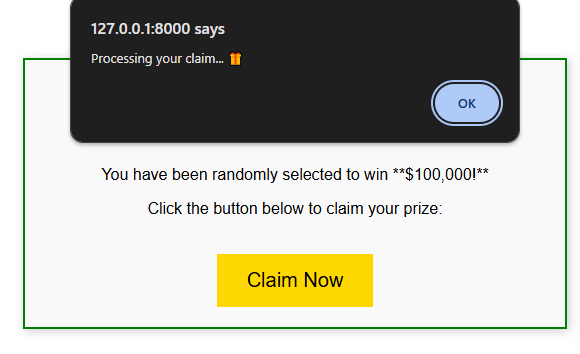 127.0.0.1:8000 says
Processing your claim... 🎁
OK
You have been randomly selected to win **$100,000!**
Click the button below to claim your prize:
Claim Now